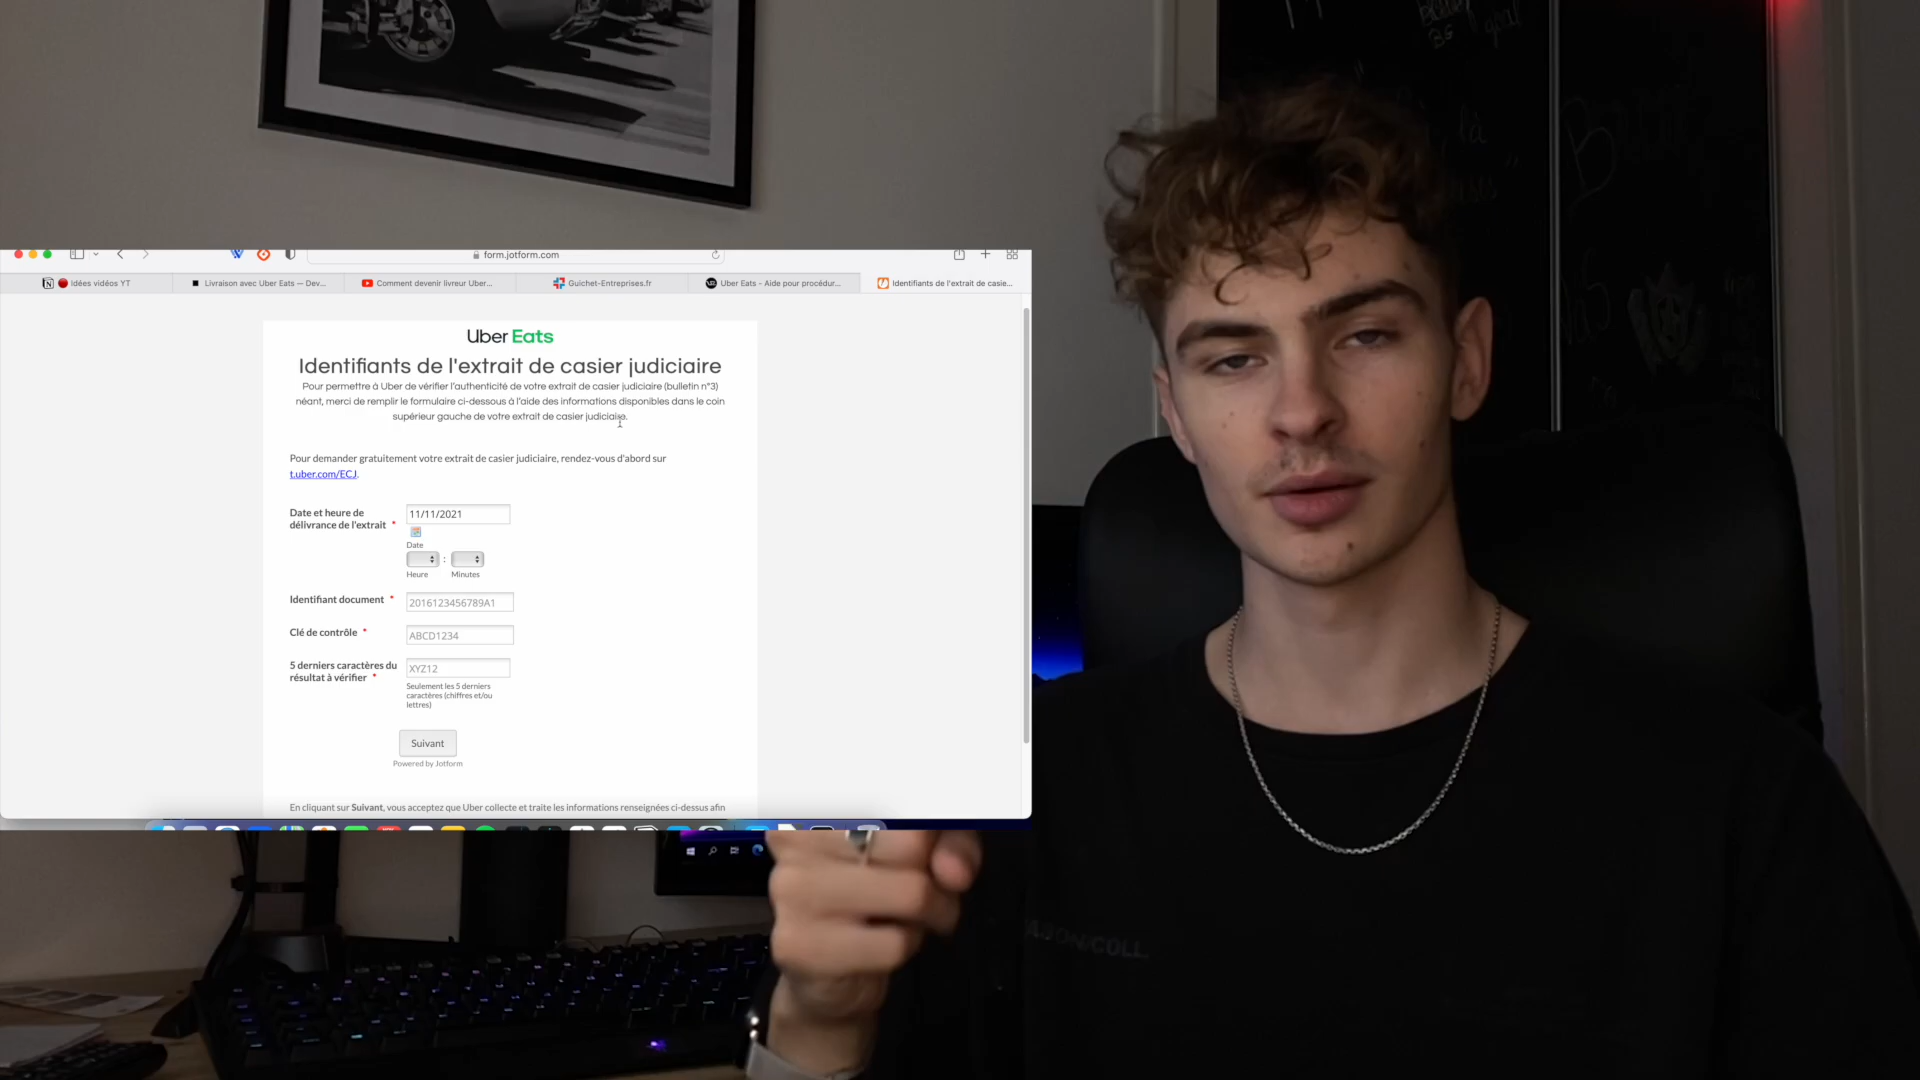 form.jotform.com
Idées vidéos YT
Livraison avec Uber Eats — Dev...
Comment devenir livreur Uber...
Guichet-Entreprises.fr
Uber Eats - Aide pour procédur...
Identifiants de l'extrait de casie...
Uber Eats
Identifiants de l'extrait de casier judiciaire
Pour permettre à Uber de vérifier l'authenticité de votre extrait de casier judiciaire (bulletin n°3)
néant, merci de remplir le formulaire ci-dessous à l'aide des informations disponibles dans le coin
supérieur gauche de votre extrait de casier judiciaire.
Pour demander gratuitement votre extrait de casier judiciaire, rendez-vous d'abord sur
t.uber.com/ECJ.
Date et heure de
délivrance de l'extrait *
11/11/2021
Date
:
Heure
Minutes
Identifiant document *
2016123456789A1
Clé de contrôle *
ABCD1234
5 derniers caractères du
résultat à vérifier *
XYZ12
Seulement les 5 derniers
caractères (chiffres et/ou
lettres)
Suivant
Powered by Jotform
En cliquant sur Suivant, vous acceptez que Uber collecte et traite les informations renseignées ci-dessus afin